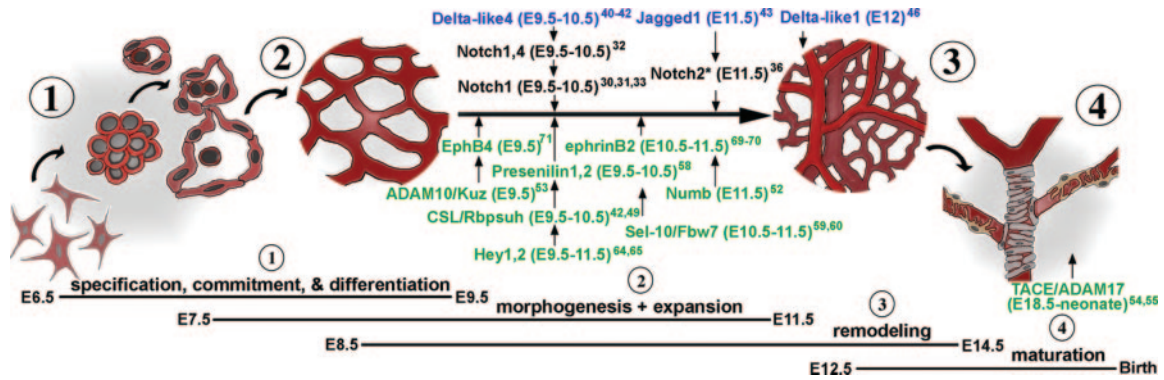 Delta-like4 (E9.5-10.5)40-42 Jagged1 (E11.5)43 Delta-like1 (E12)46
Notch1,4 (E9.5-10.5)32
Notch2* (E11.5)36
Notch1 (E9.5-10.5)30,31,33
1
2
3
4
EphB4 (E9.5)71 ephrinB2 (E10.5-11.5)69-70
Presenilin1,2 (E9.5-10.5)58
ADAM10/Kuz (E9.5)53 Numb (E11.5)52
CSL/Rbpsuh (E9.5-10.5)42,49
Sel-10/Fbw7 (E10.5-11.5)59,60
Hey1,2 (E9.5-11.5)64,65
TACE/ADAM17
(E18.5-neonate)54,55
1
specification, commitment, & differentiation
E6.5 E9.5
2
morphogenesis + expansion
E7.5 E11.5
3
remodeling
E8.5 E14.5
4
maturation
E12.5 Birth